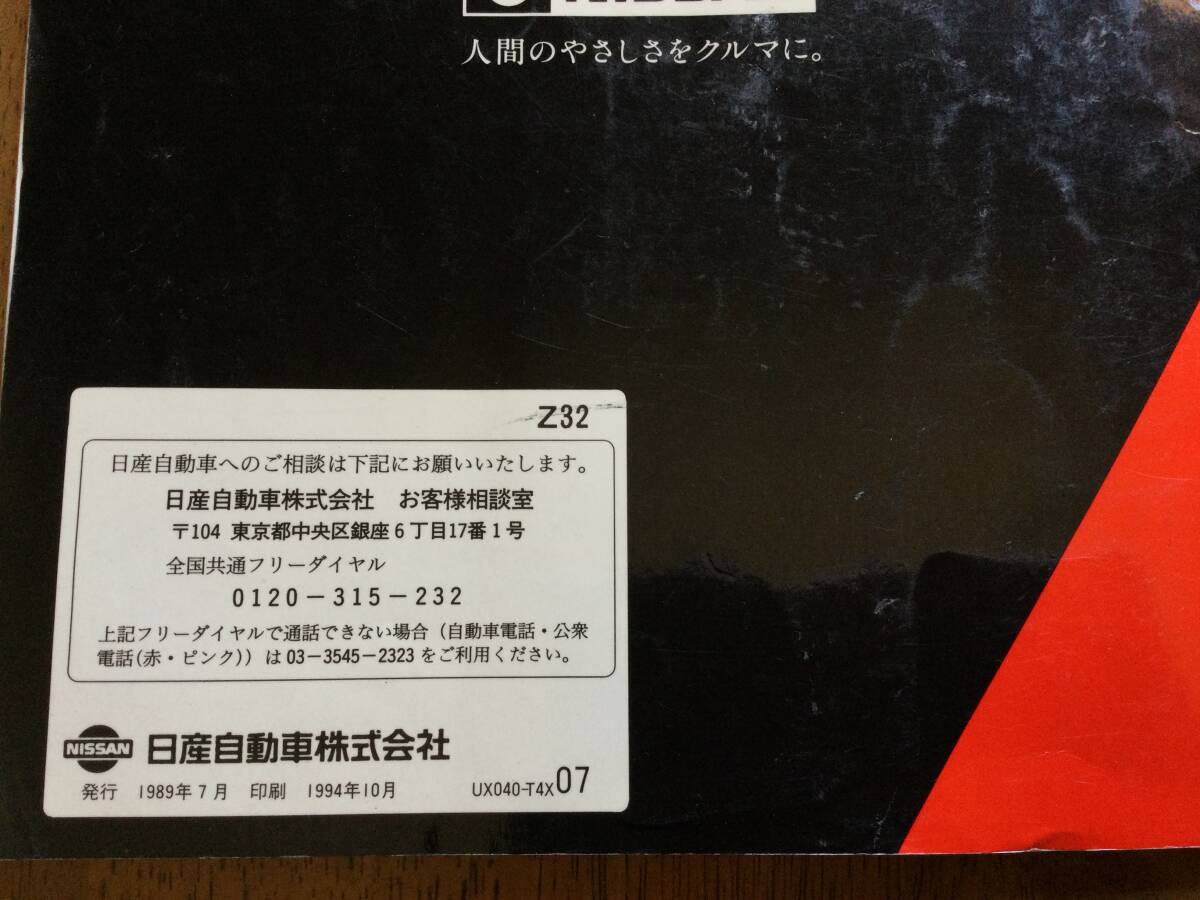 人間のやさしさをクルマに。
Z32
日産自動車へのご相談は下記にお願いいたします。
日産自動車株式会社 お客様相談室
〒104 東京都中央区銀座6丁目17番1号
全国共通フリーダイヤル
0120-315-232
上記フリーダイヤルで通話できない場合(自動車電話・公衆
電話(赤・ピンク))は03-3545-2323をご利用ください。
NISSAN 日産自動車株式会社
発行 1989年7月 印刷 1994年10月 UX040-T4X07